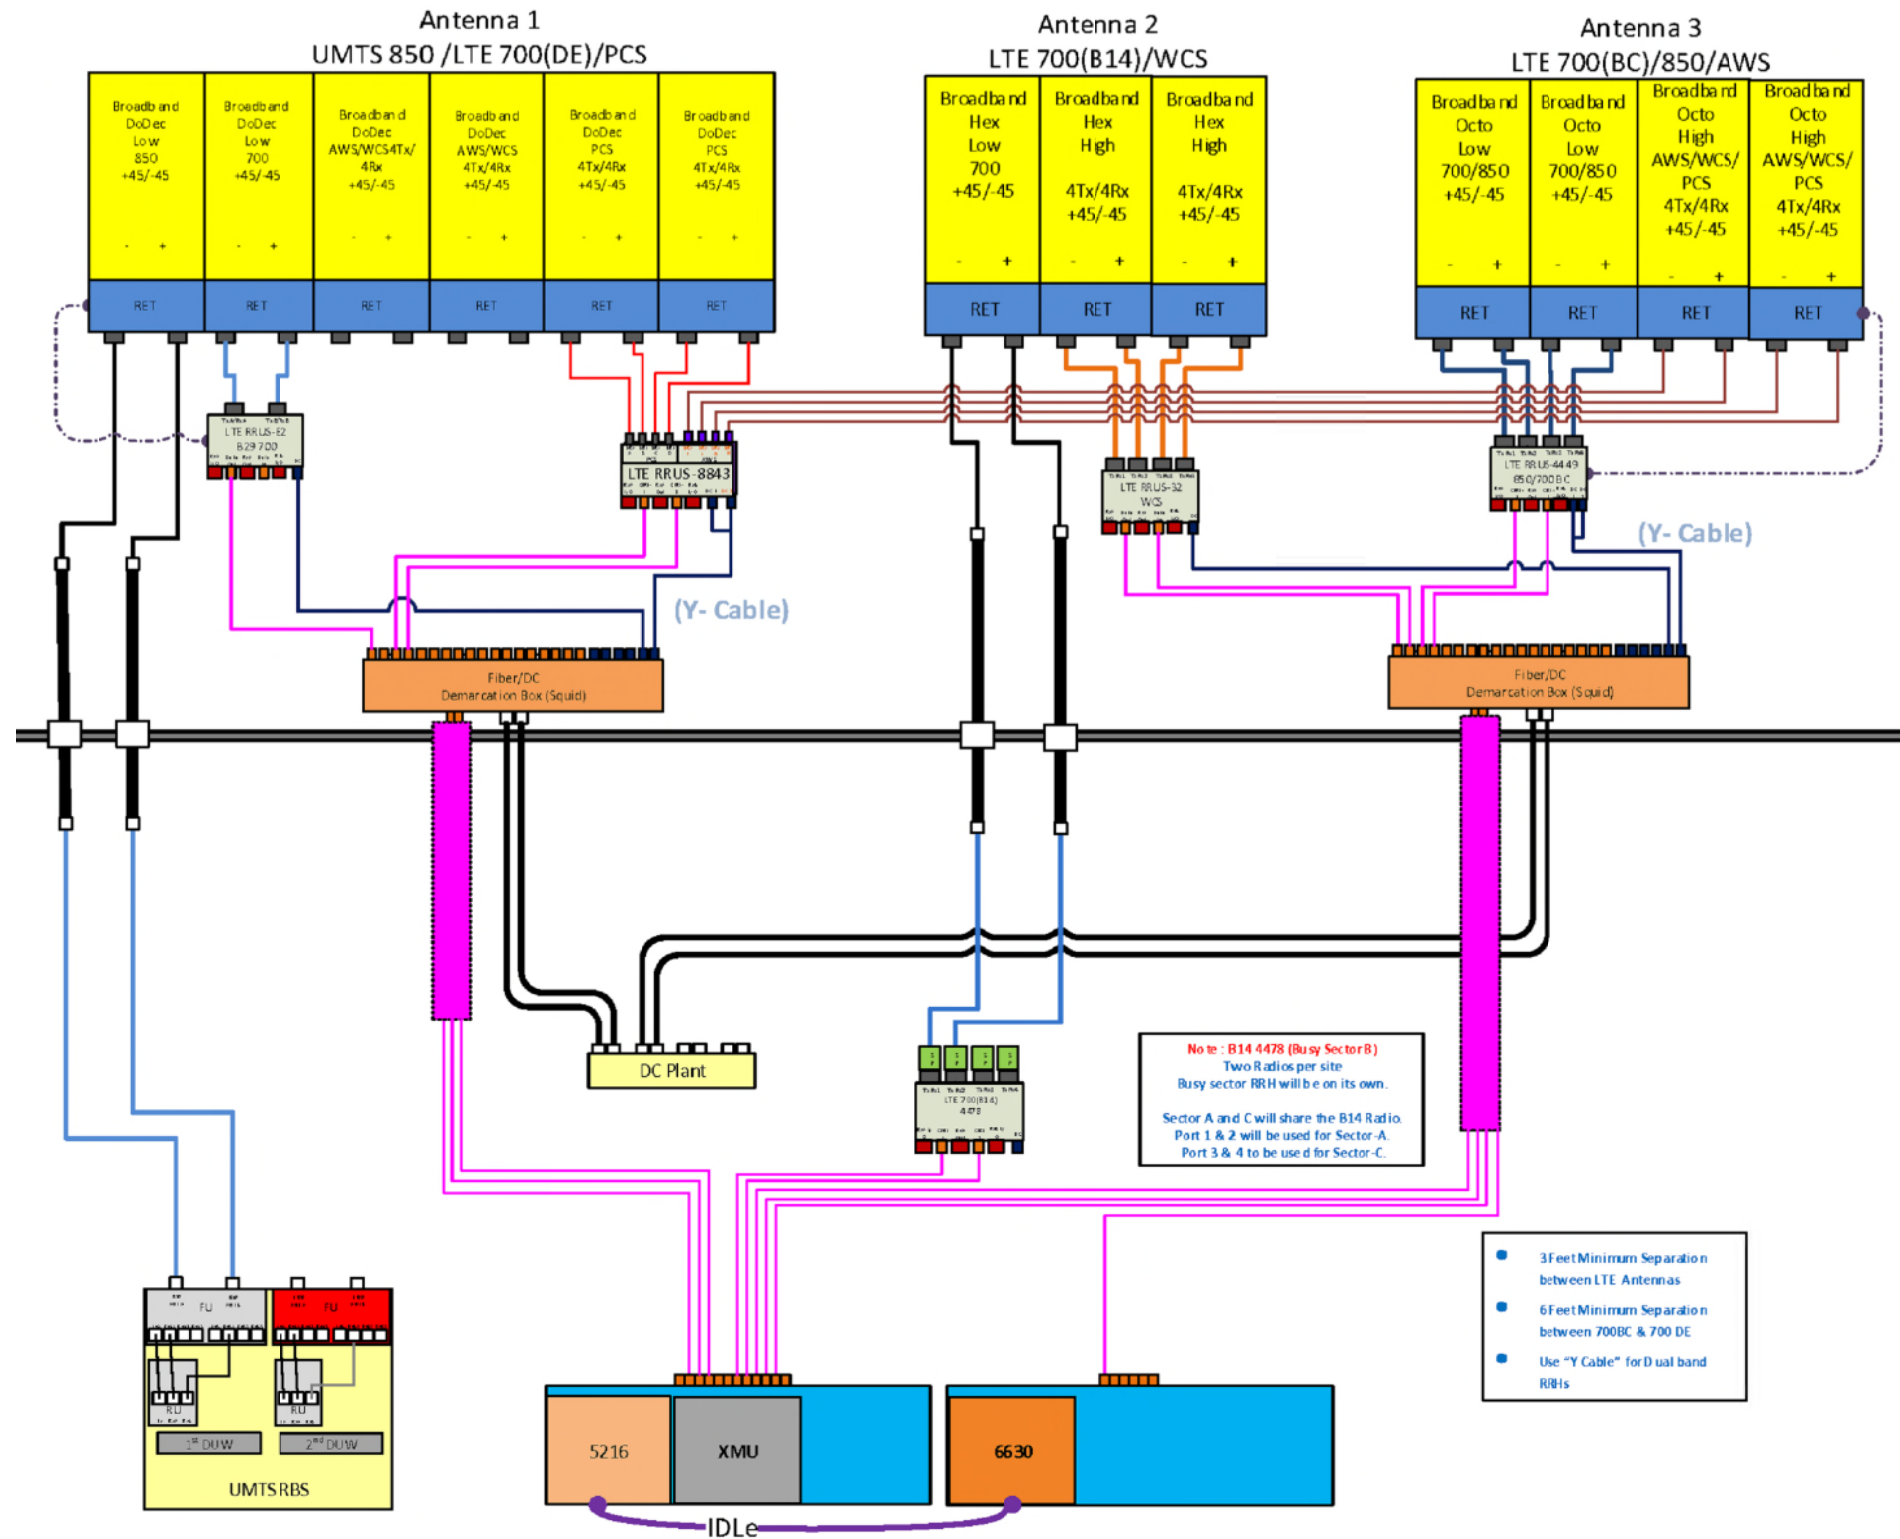 Antenna 1
UMTS 850 /LTE 700(DE)/PCS
Antenna 2
LTE 700(B14)/WCS
Antenna 3
LTE 700(BC)/850/AWS
Broadband
DoDec
Low
850
+45/-45
- +
RET
Broadband
DoDec
Low
700
+45/-45
- +
RET
Broadband
DoDec
AWS/WCS4Tx/
4Rx
+45/-45
- +
RET
Broadband
DoDec
AWS/WCS
4Tx/4Rx
+45/-45
- +
RET
Broadband
DoDec
PCS
4Tx/4Rx
+45/-45
- +
RET
Broadband
DoDec
PCS
4Tx/4Rx
+45/-45
- +
RET
Broadband
Hex
Low
700
+45/-45
- +
RET
Broadband
Hex
High
4Tx/4Rx
+45/-45
- +
RET
Broadband
Hex
High
4Tx/4Rx
+45/-45
- +
RET
Broadband
Octo
Low
700/850
+45/-45
- +
RET
Broadband
Octo
Low
700/850
+45/-45
- +
RET
Broadband
Octo
High
AWS/WCS/
PCS
4Tx/4Rx
+45/-45
- +
RET
Broadband
Octo
High
AWS/WCS/
PCS
4Tx/4Rx
+45/-45
- +
RET
LTE RRUS-E2
B29 700
PCS AWS
LTE RRUS-8843
LTE RRUS-32
WCS
LTE RRUS-4449
850/700 BC
(Y- Cable)
(Y- Cable)
Fiber/DC
Demarcation Box (Squid)
Fiber/DC
Demarcation Box (Squid)
DC Plant
LTE 700(B14)
4478
Note : B14 4478 (Busy Sector B)
Two Radios per site
Busy sector RRH will be on its own.
Sector A and C will share the B14 Radio.
Port 1 & 2 will be used for Sector-A.
Port 3 & 4 to be used for Sector-C.
3 Feet Minimum Separation
between LTE Antennas
6 Feet Minimum Separation
between 700BC & 700 DE
Use “Y Cable” for Dual band
RRHs
FU
FU
RU
RU
1st DUW
2nd DUW
UMTS RBS
5216
XMU
6630
IDLe